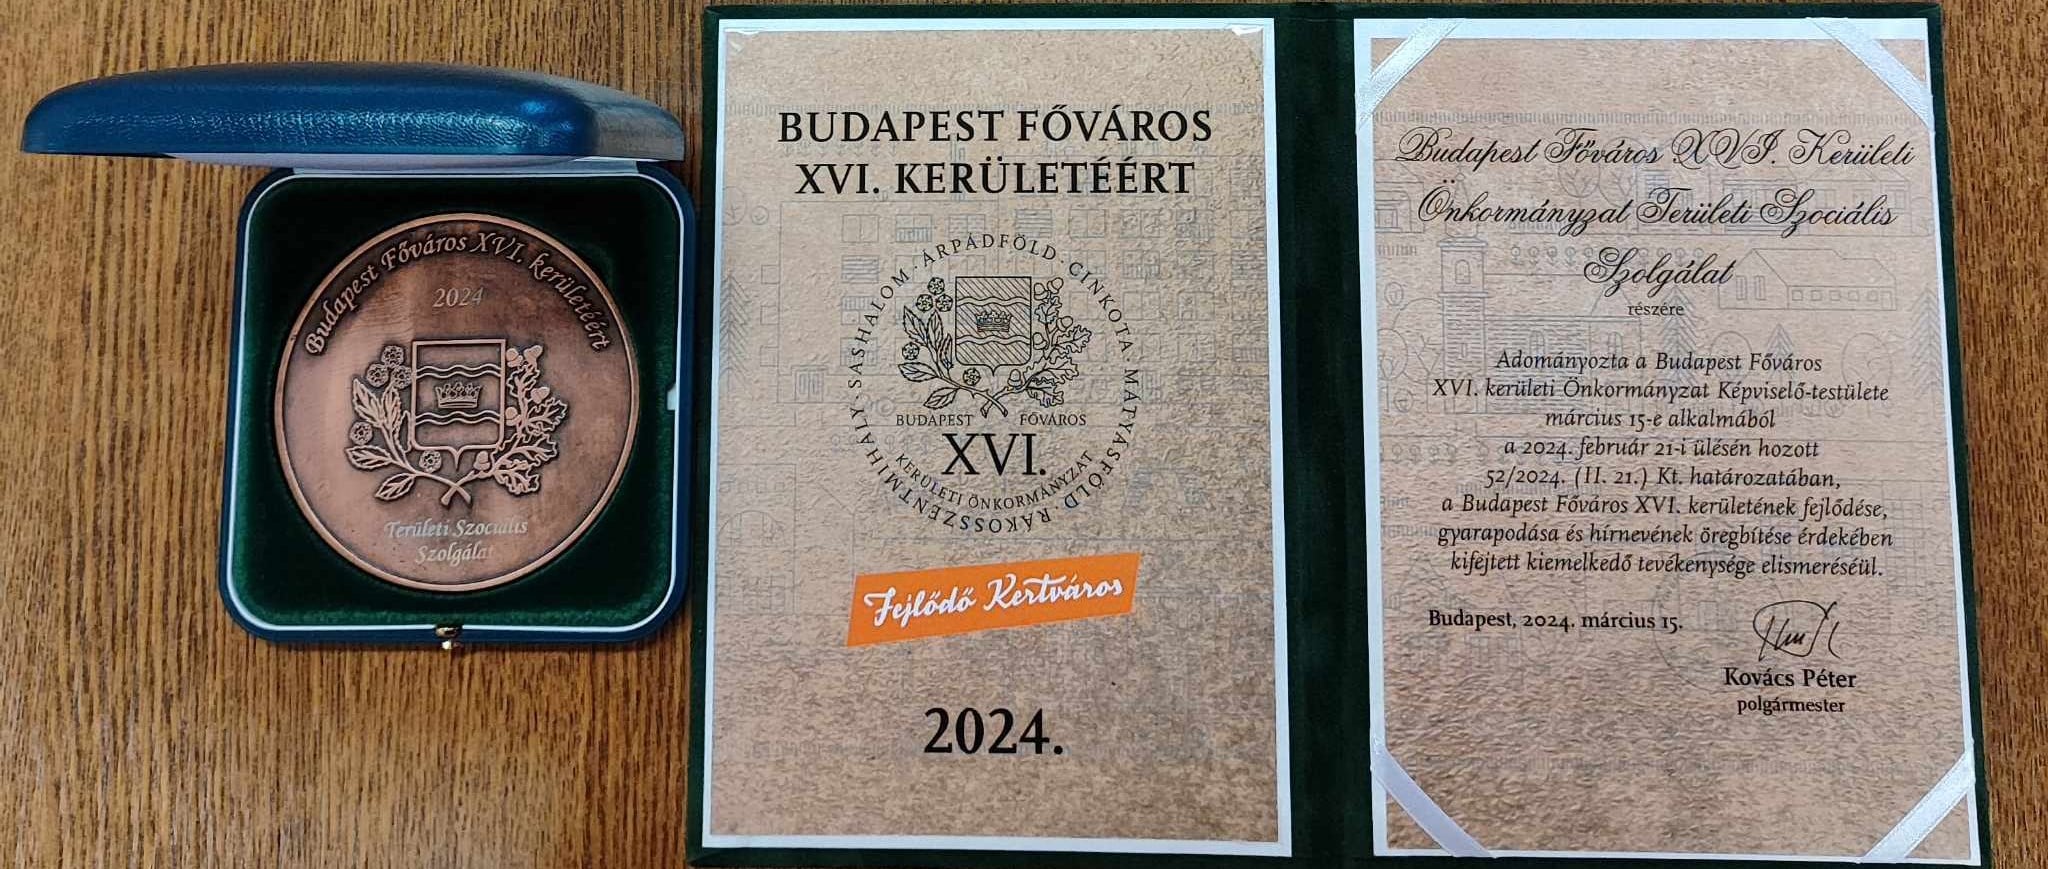 Budapest Főváros XVI. kerületéért
2024
Területi Szociális
Szolgálat
BUDAPEST FŐVÁROS
XVI. KERÜLETÉÉRT
RÁKOSSZENTMIHÁLY · SASHALOM · ÁRPÁDFÖLD · CINKOTA · MÁTYÁSFÖLD
BUDAPEST FŐVÁROS
XVI.
KERÜLETI ÖNKORMÁNYZAT
Fejlődő Kertváros
2024.
Budapest Főváros XVI. Kerületi
Önkormányzat Területi Szociális
Szolgálat
részére
Adományozta a Budapest Főváros
XVI. kerületi Önkormányzat Képviselő-testülete
március 15-e alkalmából
a 2024. február 21-i ülésén hozott
52/2024. (II. 21.) Kt. határozatában,
a Budapest Főváros XVI. kerületének fejlődése,
gyarapodása és hírnevének öregbítése érdekében
kifejtett kiemelkedő tevékenysége elismeréséül.
Budapest, 2024. március 15.
Kovács Péter
polgármester